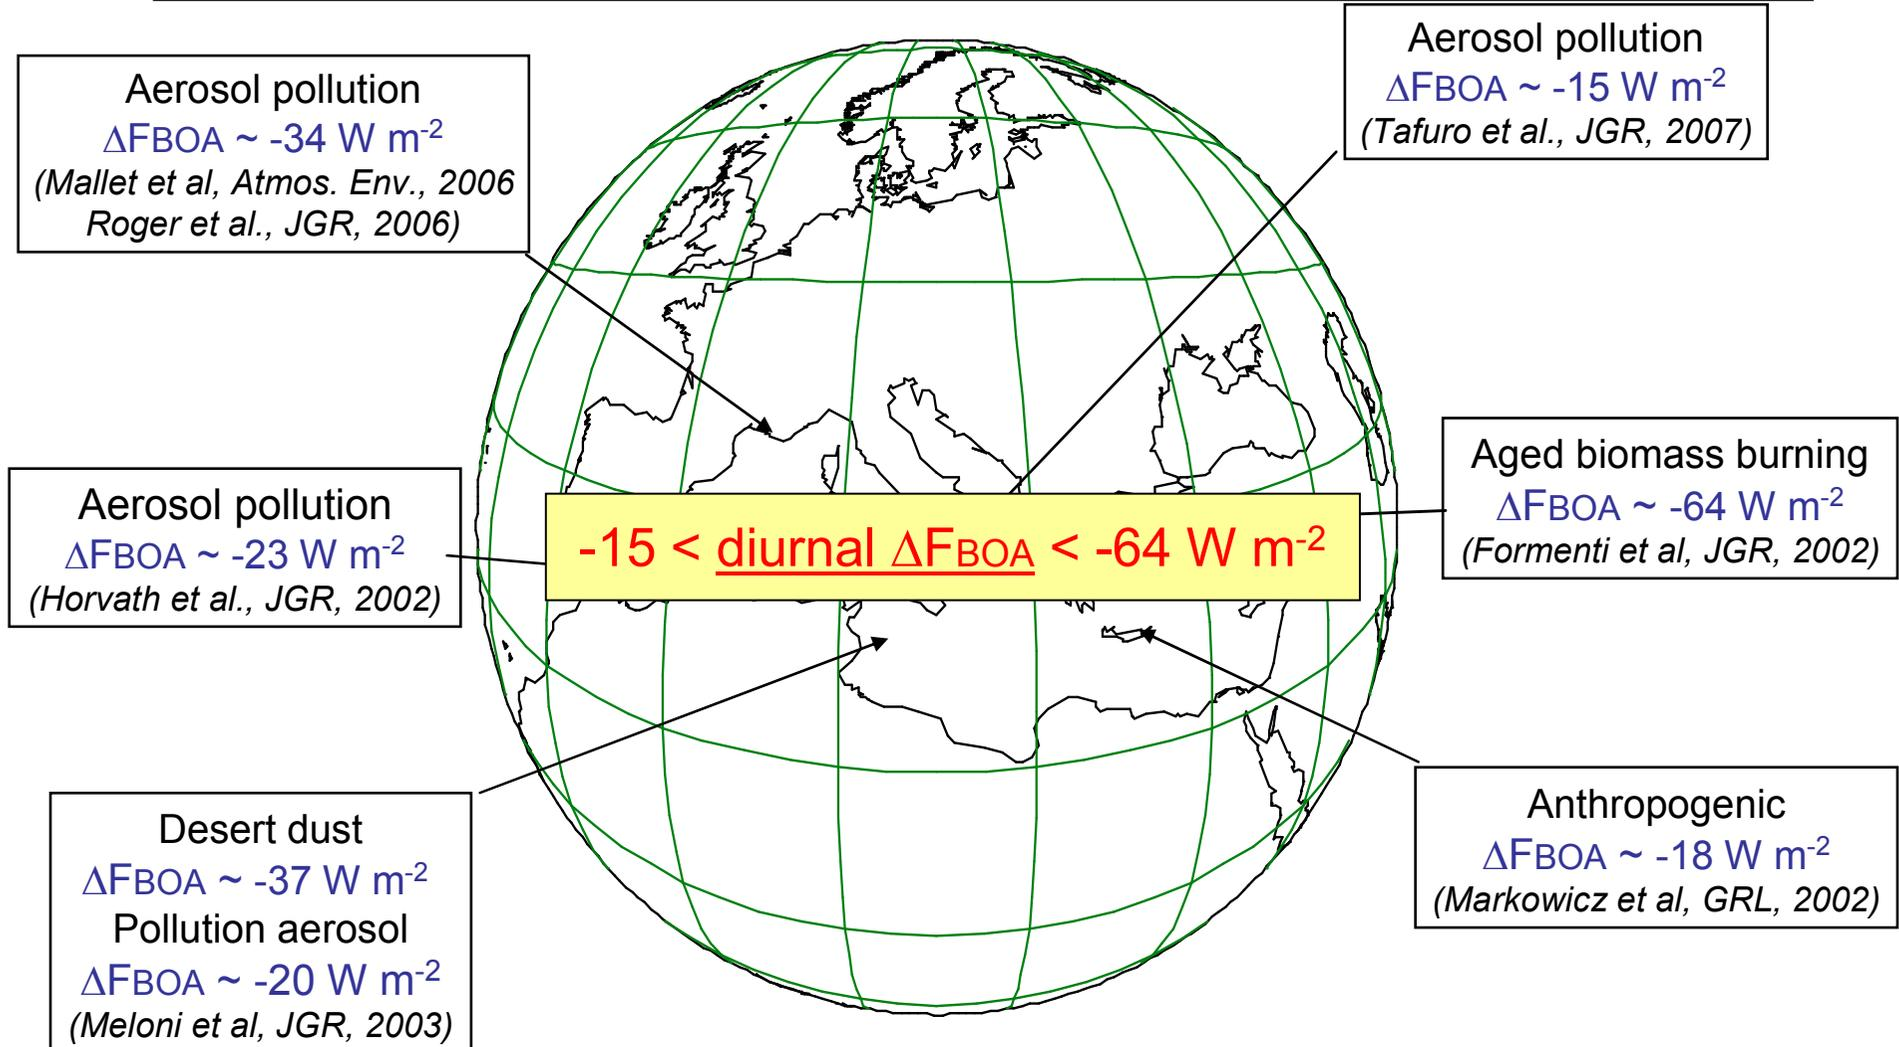 Aerosol pollution
ΔFBOA ~ -34 W m-2
(Mallet et al, Atmos. Env., 2006
Roger et al., JGR, 2006)
Aerosol pollution
ΔFBOA ~ -15 W m-2
(Tafuro et al., JGR, 2007)
Aerosol pollution
ΔFBOA ~ -23 W m-2
(Horvath et al., JGR, 2002)
-15 < diurnal ΔFBOA < -64 W m-2
Aged biomass burning
ΔFBOA ~ -64 W m-2
(Formenti et al, JGR, 2002)
Desert dust
ΔFBOA ~ -37 W m-2
Pollution aerosol
ΔFBOA ~ -20 W m-2
(Meloni et al, JGR, 2003)
Anthropogenic
ΔFBOA ~ -18 W m-2
(Markowicz et al, GRL, 2002)